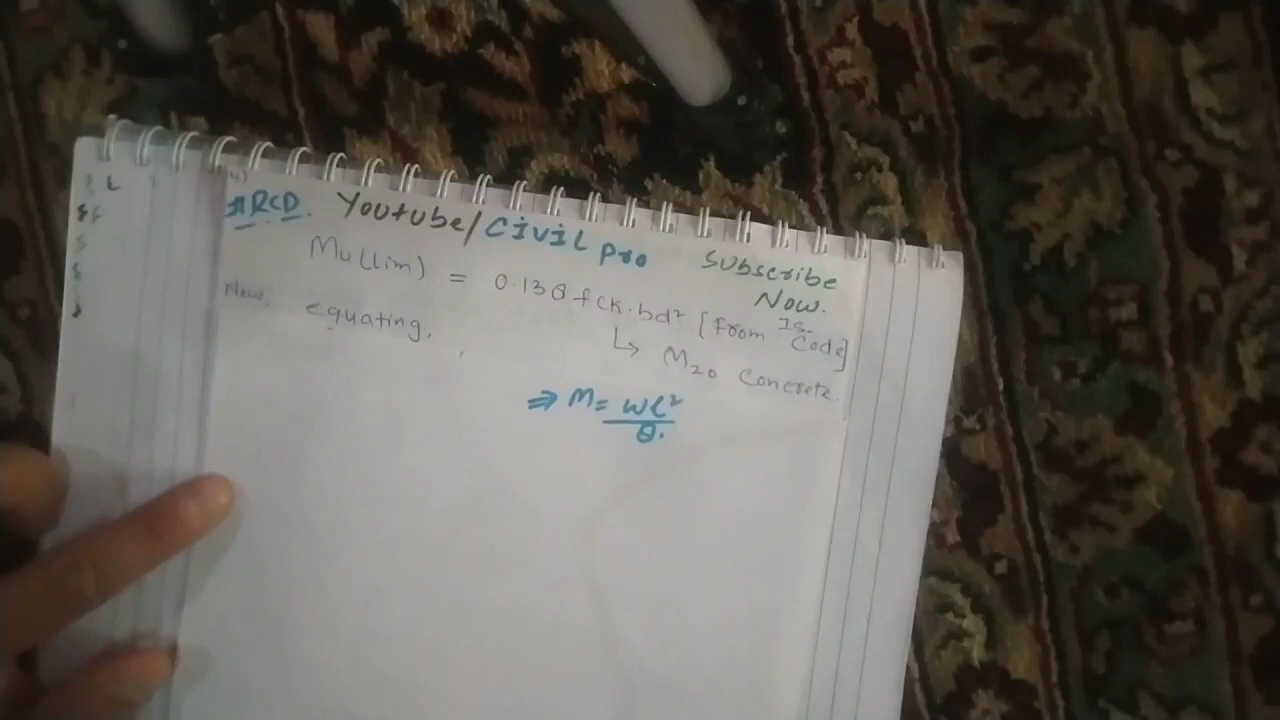 RCD. Youtube/Civil pro Subscribe Now.
Mu(lim) = 0.138 fck.bd² [From IS. Code]
↳ M20 concrete.
Now. equating,
⇒ M = wl²/8.